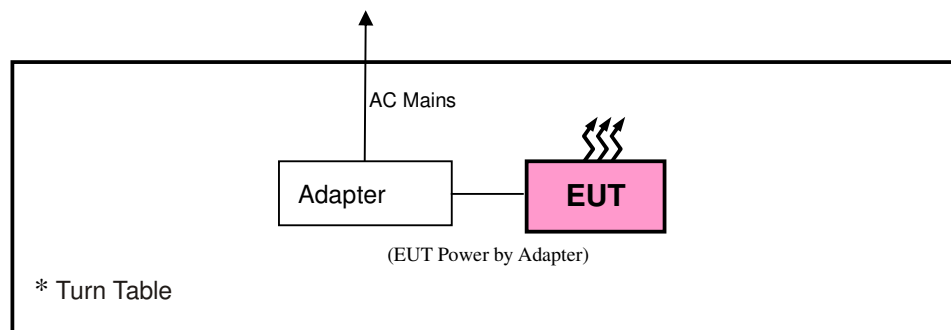 AC Mains
Adapter
EUT
(EUT Power by Adapter)
* Turn Table